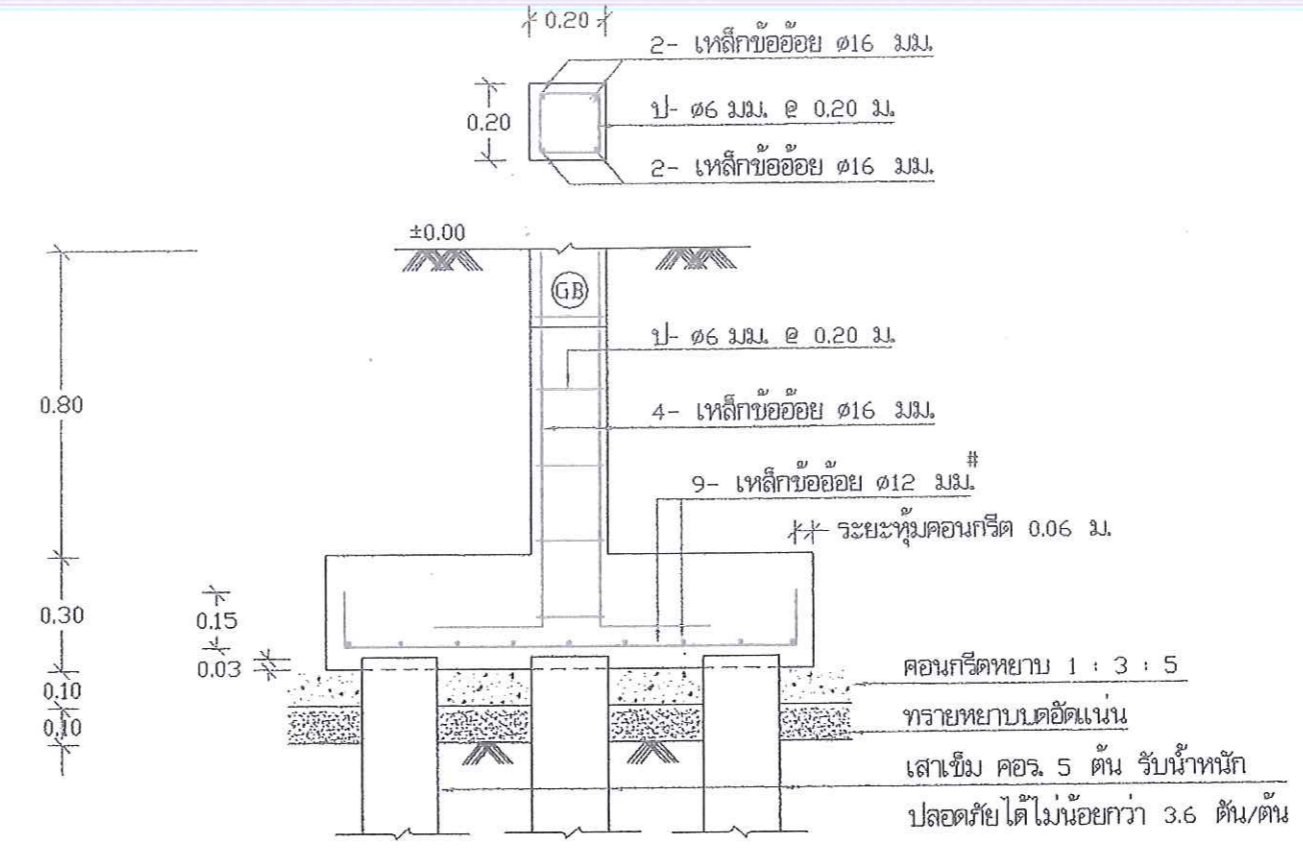 0.20
2- เหล็กข้ออ้อย ø16 มม.
0.20
ป- ø6 มม. @ 0.20 ม.
2- เหล็กข้ออ้อย ø16 มม.
±0.00
GB
ป- ø6 มม. @ 0.20 ม.
0.80
4- เหล็กข้ออ้อย ø16 มม.
9- เหล็กข้ออ้อย ø12 มม.#
ระยะหุ้มคอนกรีต 0.06 ม.
0.30
0.15
0.03
คอนกรีตหยาบ 1 : 3 : 5
0.10
ทรายหยาบบดอัดแน่น
0.10
เสาเข็ม คอร. 5 ต้น รับน้ำหนัก
ปลอดภัยได้ไม่น้อยกว่า 3.6 ตัน/ต้น